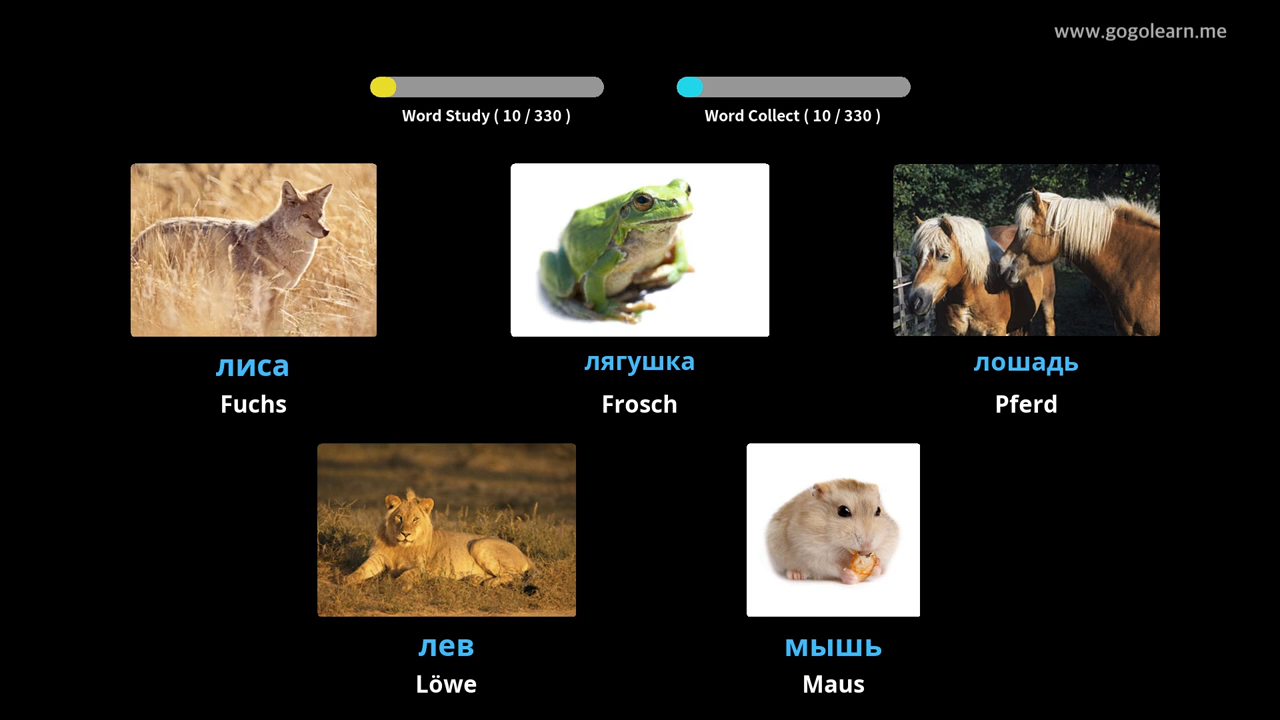 www.gogolearn.me
Word Study ( 10 / 330 )
Word Collect ( 10 / 330 )
лиса
лягушка
лошадь
Fuchs
Frosch
Pferd
лев
мышь
Löwe
Maus